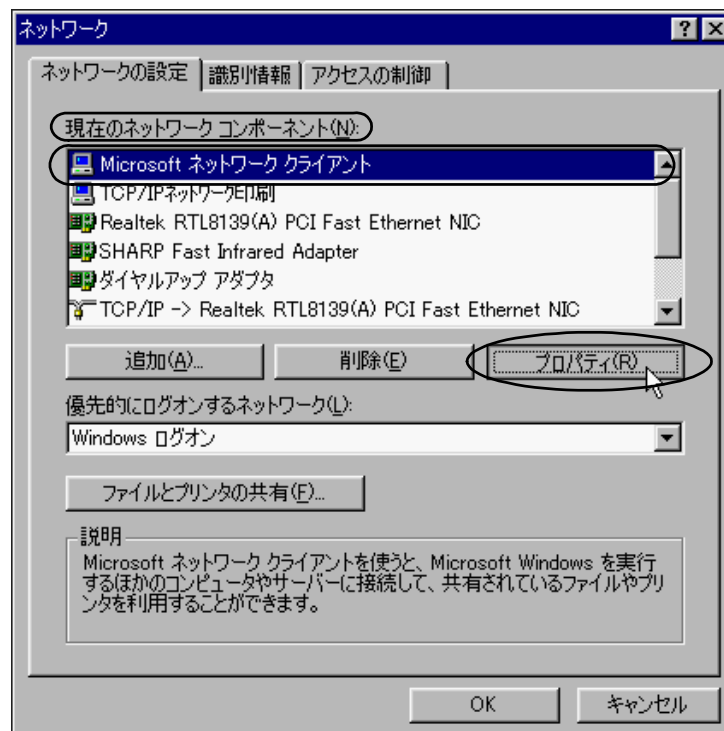 ネットワーク
ネットワークの設定 識別情報 アクセスの制御
現在のネットワーク コンポーネント(N):
Microsoft ネットワーク クライアント
TCP/IPネットワーク印刷
Realtek RTL8139(A) PCI Fast Ethernet NIC
SHARP Fast Infrared Adapter
ダイヤルアップ アダプタ
TCP/IP -> Realtek RTL8139(A) PCI Fast Ethernet NIC
追加(A)... 削除(E) プロパティ(R)
優先的にログオンするネットワーク(L):
Windows ログオン
ファイルとプリンタの共有(F)...
説明
Microsoft ネットワーク クライアントを使うと、Microsoft Windows を実行
するほかのコンピュータやサーバーに接続して、共有されているファイルやプリ
ンタを利用することができます。
OK キャンセル